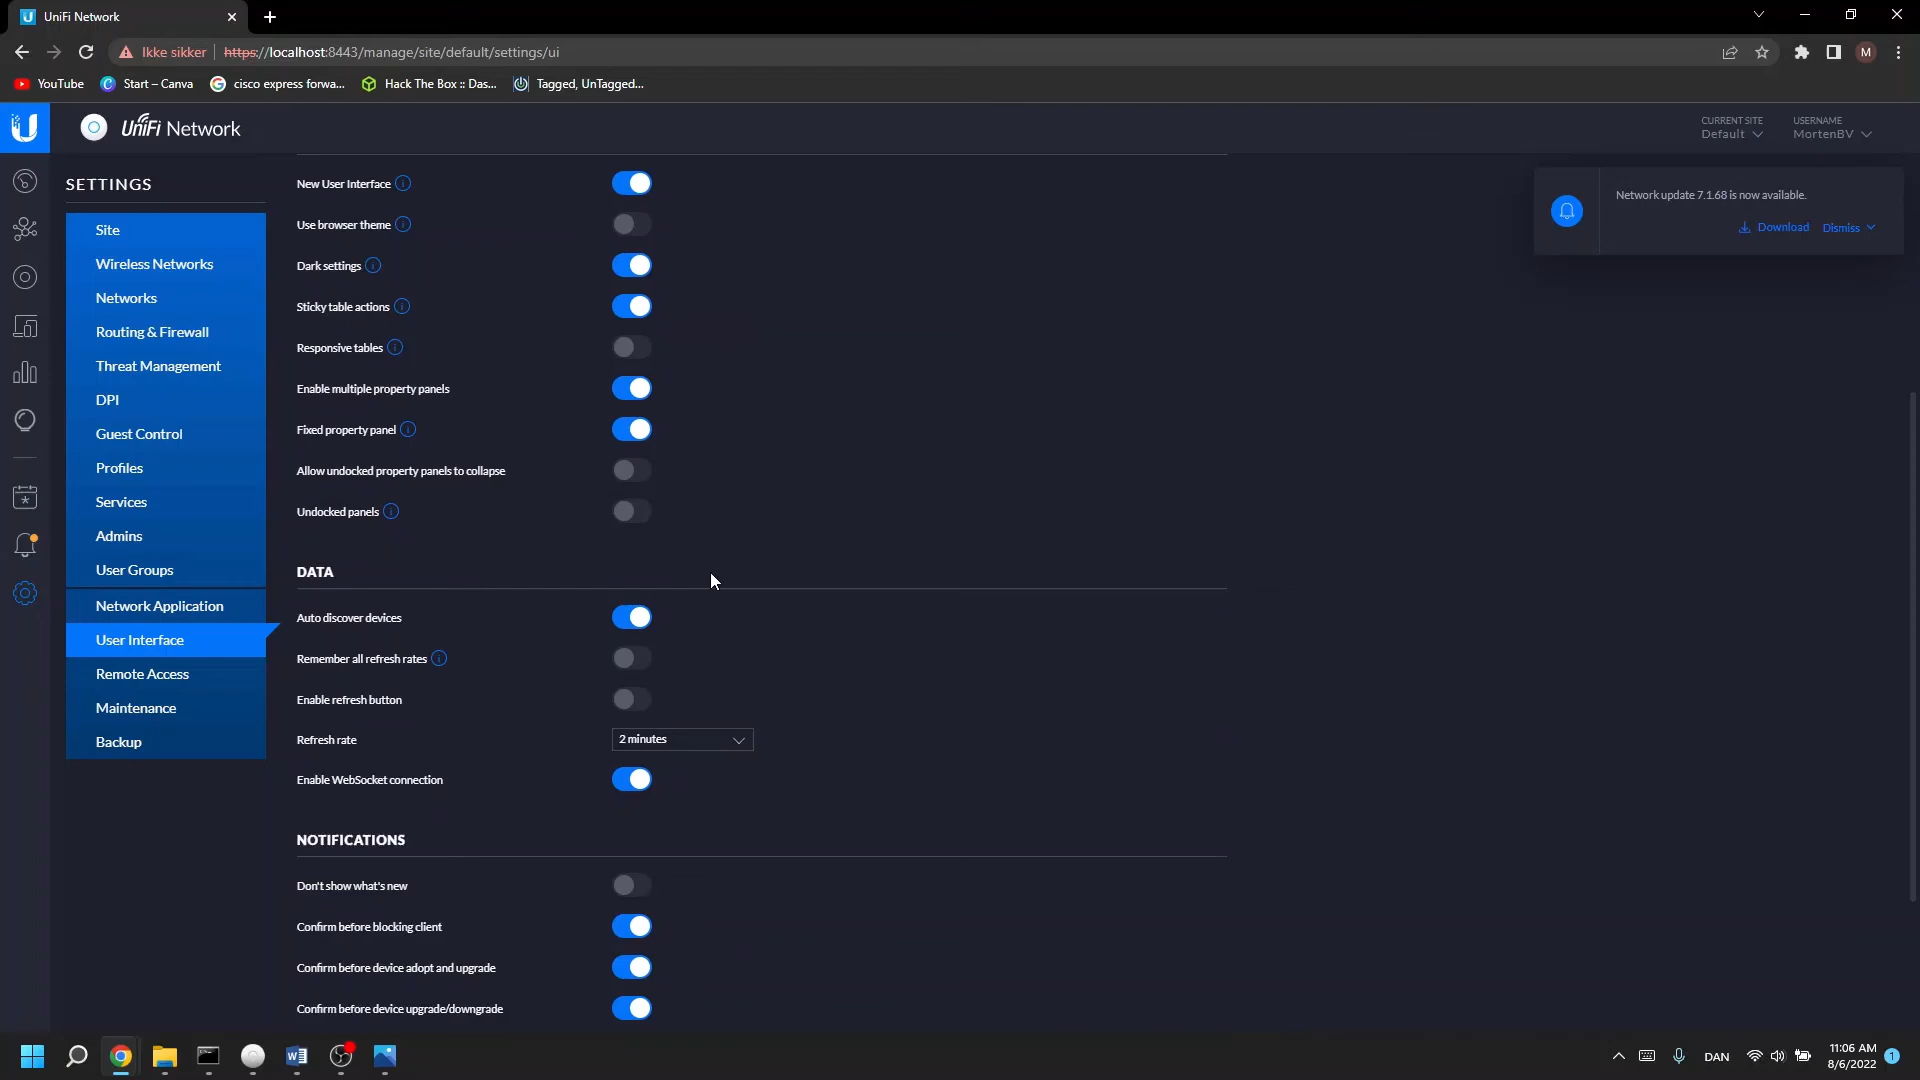 UniFi Network
Ikke sikker https://localhost:8443/manage/site/default/settings/ui
M
YouTube Start – Canva cisco express forwa... Hack The Box :: Das... Tagged, UnTagged...
UniFi Network
CURRENT SITE
Default
USERNAME
MortenBV
Network update 7.1.68 is now available.
Download Dismiss
SETTINGS
Site
Wireless Networks
Networks
Routing & Firewall
Threat Management
DPI
Guest Control
Profiles
Services
Admins
User Groups
Network Application
User Interface
Remote Access
Maintenance
Backup
New User Interface
Use browser theme
Dark settings
Sticky table actions
Responsive tables
Enable multiple property panels
Fixed property panel
Allow undocked property panels to collapse
Undocked panels
DATA
Auto discover devices
Remember all refresh rates
Enable refresh button
Refresh rate 2 minutes
Enable WebSocket connection
NOTIFICATIONS
Don't show what's new
Confirm before blocking client
Confirm before device adopt and upgrade
Confirm before device upgrade/downgrade
DAN
11:06 AM
8/6/2022
1